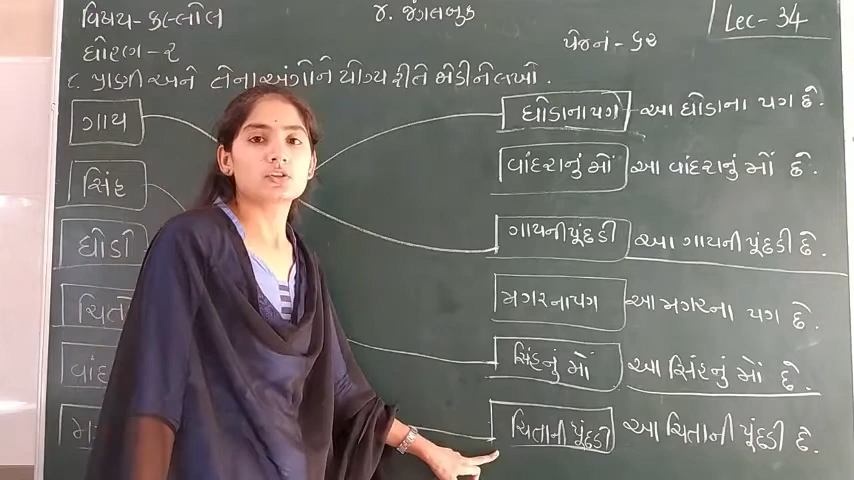 વિષય - કલ્લોલ
૪. જંગલબુક
Lec - 34
ધોરણ - ૨
પેજનં - ૬૨
૮. પ્રાણી અને તેના અંગોને યોગ્ય રીતે જોડીને લખો.
ગાય
ઘોડાના પગ - આ ઘોડાના પગ છે.
સિંહ
વાંદરાનું મોં આ વાંદરાનું મોં છે.
ઘોડો
ગાયની પૂંછડી આ ગાયની પૂંછડી છે.
મગરના પગ આ મગરના પગ છે.
સિંહનું મોં આ સિંહનું મોં છે.
ચિતાની પૂંછડી આ ચિતાની પૂંછડી છે.